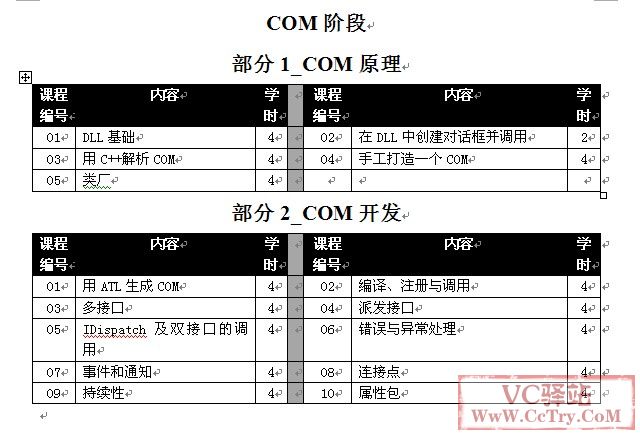 COM 阶段
部分 1_COM 原理
课程编号 内容 学时 课程编号 内容 学时
01 DLL 基础 4 02 在 DLL 中创建对话框并调用 2
03 用 C++解析 COM 4 04 手工打造一个 COM 4
05 类厂 4
部分 2_COM 开发
课程编号 内容 学时 课程编号 内容 学时
01 用 ATL 生成 COM 4 02 编译、注册与调用 4
03 多接口 4 04 派发接口 4
05 IDispatch 及双接口的调用 4 06 错误与异常处理 4
07 事件和通知 4 08 连接点 4
09 持续性 4 10 属性包 4
VC驿站
WwW.CcTry.CoM